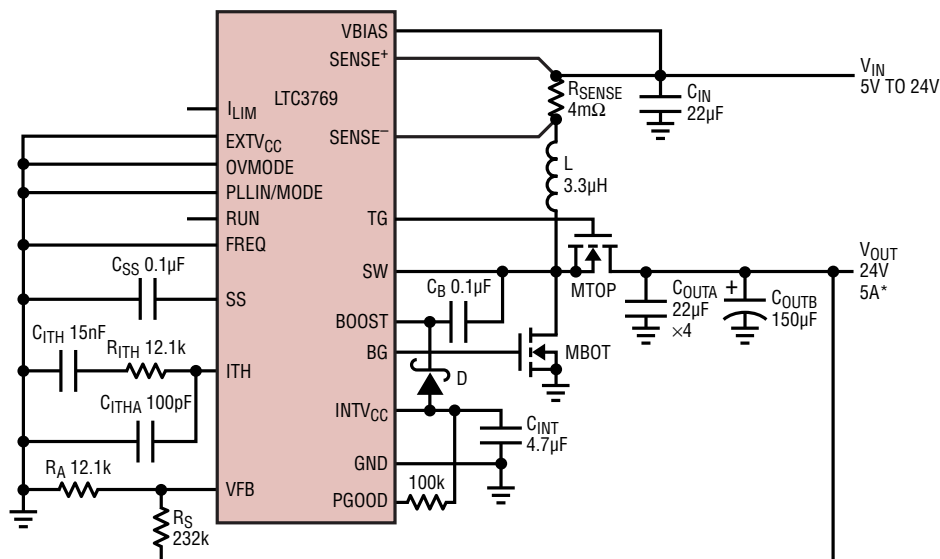 VBIAS
SENSE+
LTC3769
ILIM
EXTVCC
SENSE–
OVMODE
PLLIN/MODE
RUN
TG
FREQ
SW
SS
BOOST
BG
ITH
INTVCC
GND
VFB
PGOOD
VIN
5V TO 24V
RSENSE
4mΩ
CIN
22µF
L
3.3µH
CSS 0.1µF
CB 0.1µF
MTOP
VOUT
24V
5A*
COUTA
22µF
×4
+
COUTB
150µF
CITH 15nF
RITH 12.1k
MBOT
D
CITHA 100pF
CINT
4.7µF
RA 12.1k
100k
RS
232k